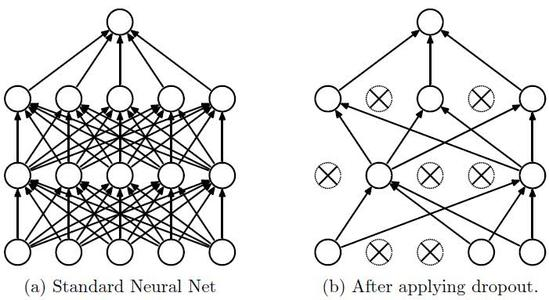 (a) Standard Neural Net
(b) After applying dropout.